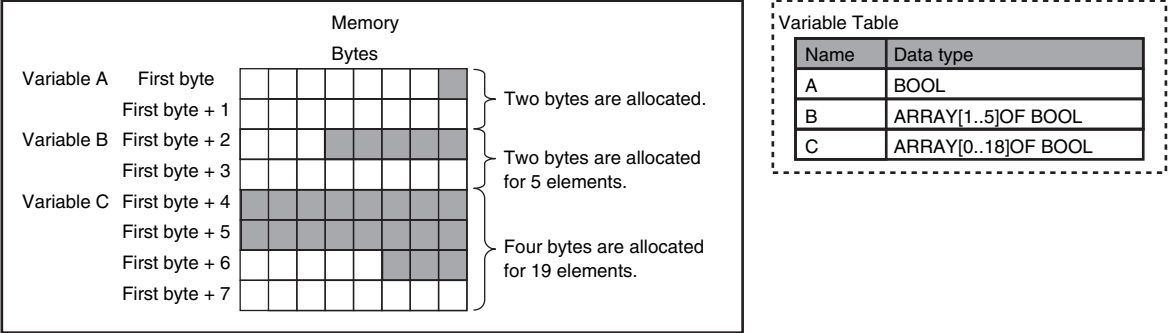 Memory
Bytes
Variable A First byte
First byte + 1
Two bytes are allocated.
Variable B First byte + 2
First byte + 3
Two bytes are allocated
for 5 elements.
Variable C First byte + 4
First byte + 5
First byte + 6
First byte + 7
Four bytes are allocated
for 19 elements.
Variable Table
Name Data type
A BOOL
B ARRAY[1..5]OF BOOL
C ARRAY[0..18]OF BOOL